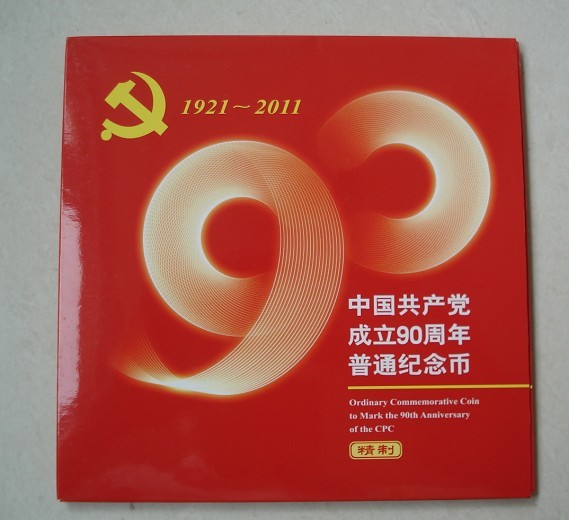 1921~2011
90
中国共产党
成立90周年
普通纪念币
Ordinary Commemorative Coin
to Mark the 90th Anniversary
of the CPC
精制